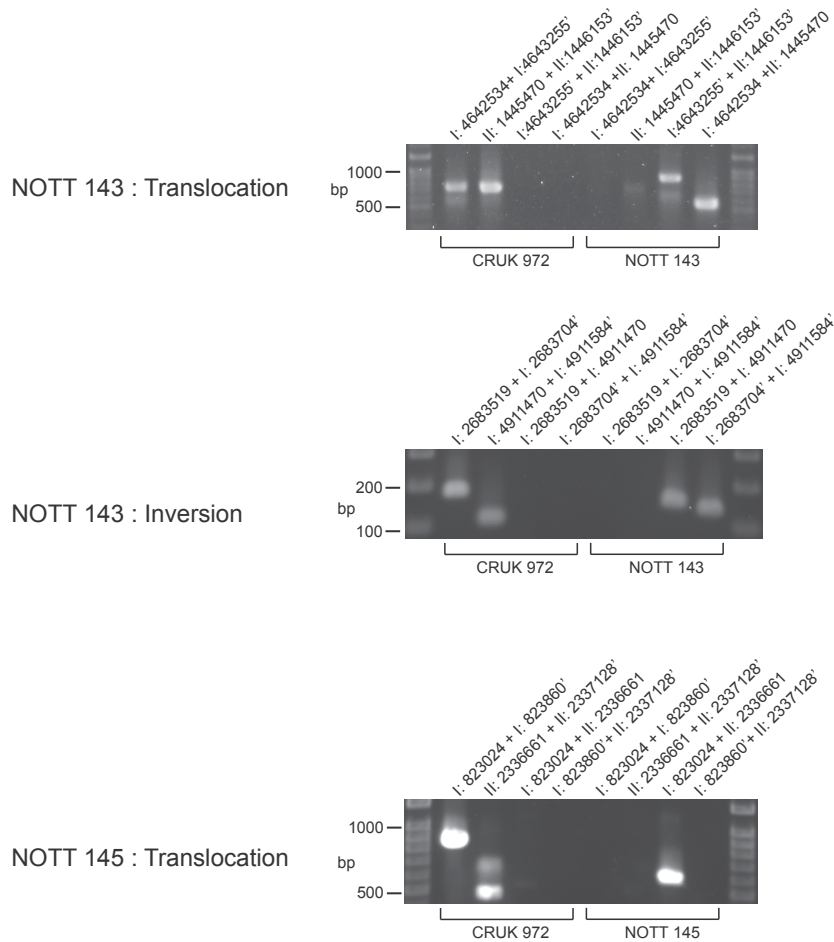 I: 4642534+ I:4643255'
II: 1445470 + II:1446153'
I:4643255' + II:1446153'
I: 4642534 +II: 1445470
I: 4642534+ I:4643255'
II: 1445470 + II:1446153'
I:4643255' + II:1446153'
I: 4642534 +II: 1445470
NOTT 143 : Translocation
1000
bp
500
CRUK 972
NOTT 143
I: 2683519 + I: 2683704'
I: 4911470 + I: 4911584'
I: 2683519 + I: 4911470
I: 2683704' + I: 4911584'
I: 2683519 + I: 2683704'
I: 4911470 + I: 4911584'
I: 2683519 + I: 4911470
I: 2683704' + I: 4911584'
NOTT 143 : Inversion
200
bp
100
CRUK 972
NOTT 143
I: 823024 + I: 823860'
II: 2336661 + II: 2337128'
I: 823024 + II: 2336661
I: 823860'+ II: 2337128'
I: 823024 + I: 823860'
II: 2336661 + II: 2337128'
I: 823024 + II: 2336661
I: 823860'+ II: 2337128'
NOTT 145 : Translocation
1000
bp
500
CRUK 972
NOTT 145